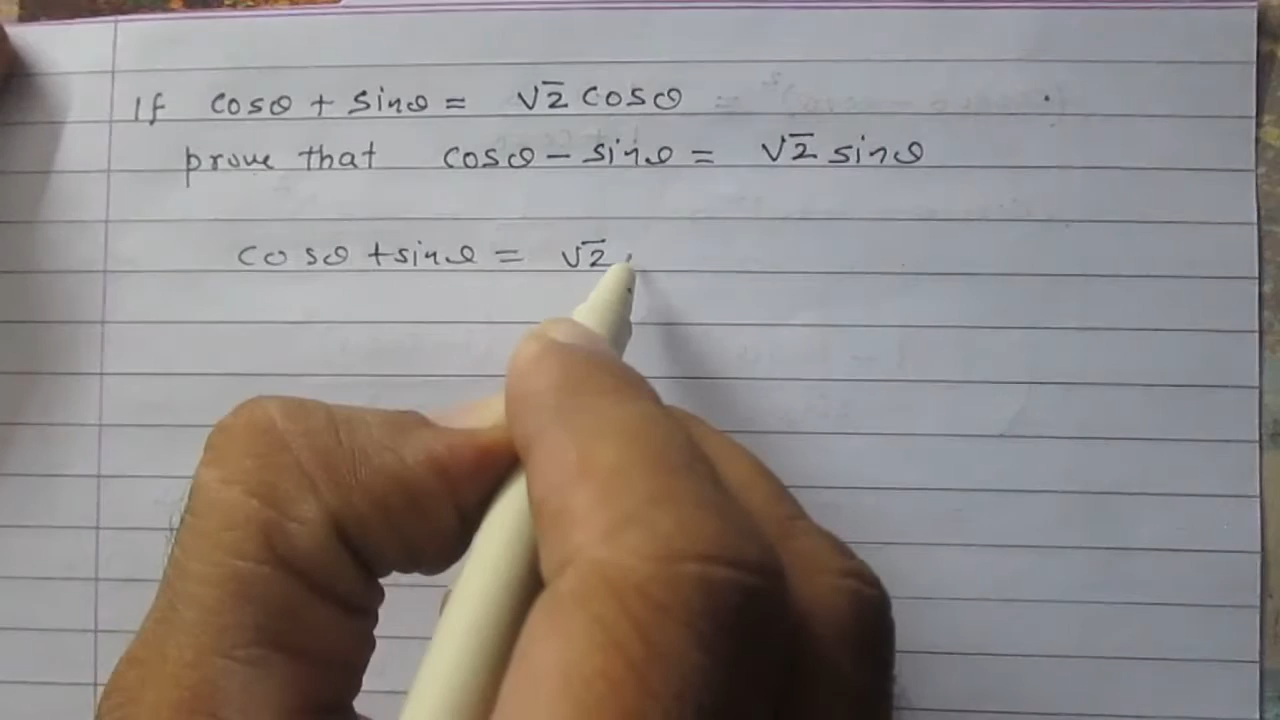 If cosθ + sinθ = √2 cosθ
prove that cosθ - sinθ = √2 sinθ
cosθ + sinθ = √2